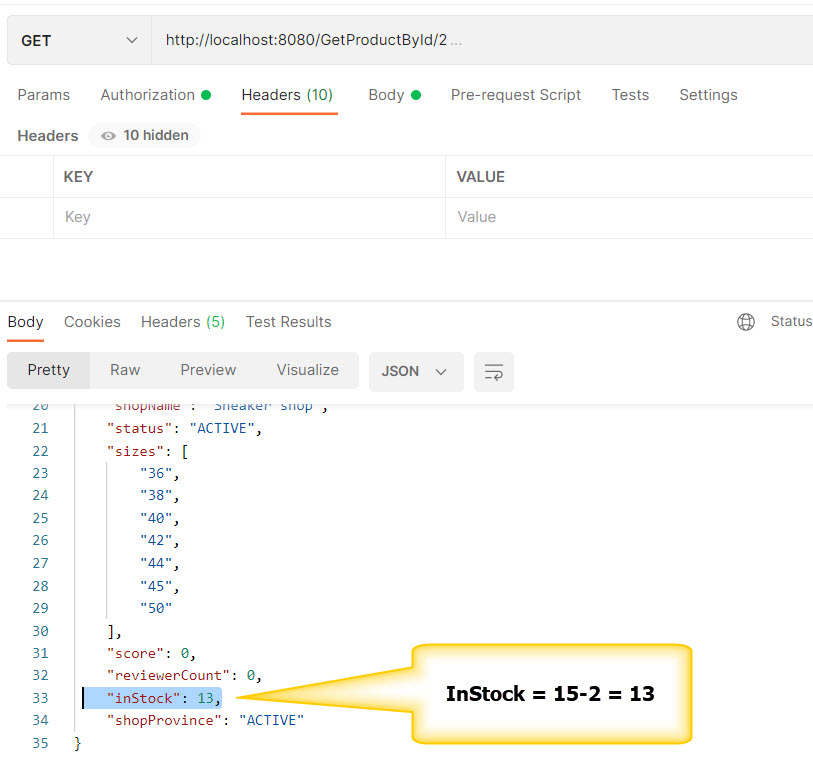 GET http://localhost:8080/GetProductById/2 ...
Params Authorization Headers (10) Body Pre-request Script Tests Settings
Headers 10 hidden
KEY VALUE
Key Value
Body Cookies Headers (5) Test Results Status
Pretty Raw Preview Visualize JSON
20 "shopName": "Sneaker shop",
21 "status": "ACTIVE",
22 "sizes": [
23 "36",
24 "38",
25 "40",
26 "42",
27 "44",
28 "45",
29 "50"
30 ],
31 "score": 0,
32 "reviewerCount": 0,
33 "inStock": 13,
InStock = 15-2 = 13
34 "shopProvince": "ACTIVE"
35 }